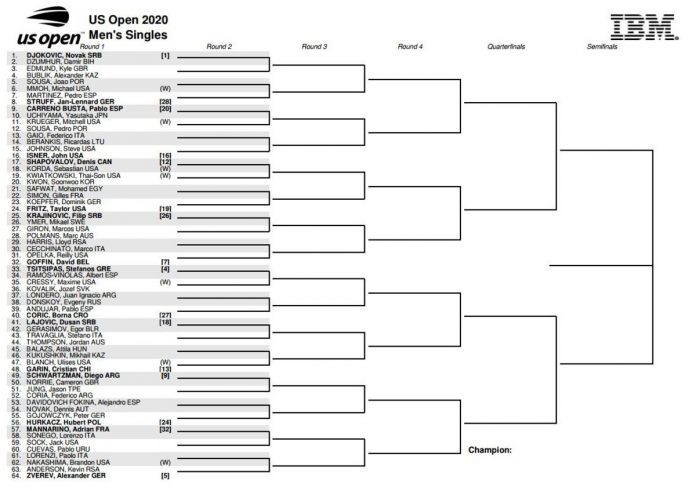 US Open 2020
us open
Men's Singles
IBM
Round 1 Round 2 Round 3 Round 4 Quarterfinals Semifinals
1. DJOKOVIC, Novak SRB [1]
2. DZUMHUR, Damir BIH
3. EDMUND, Kyle GBR
4. BUBLIK, Alexander KAZ
5. SOUSA, Joao POR
6. MMOH, Michael USA (W)
7. MARTINEZ, Pedro ESP
8. STRUFF, Jan-Lennard GER [28]
9. CARRENO BUSTA, Pablo ESP [20]
10. UCHIYAMA, Yasutaka JPN
11. KRUEGER, Mitchell USA (W)
12. SOUSA, Pedro POR
13. GAIO, Federico ITA
14. BERANKIS, Ricardas LTU
15. JOHNSON, Steve USA
16. ISNER, John USA [16]
17. SHAPOVALOV, Denis CAN [12]
18. KORDA, Sebastian USA (W)
19. KWIATKOWSKI, Thai-Son USA (W)
20. KWON, Soonwoo KOR
21. SAFWAT, Mohamed EGY
22. SIMON, Gilles FRA
23. KOEPFER, Dominik GER
24. FRITZ, Taylor USA [19]
25. KRAJINOVIC, Filip SRB [26]
26. YMER, Mikael SWE
27. GIRON, Marcos USA
28. POLMANS, Marc AUS
29. HARRIS, Lloyd RSA
30. CECCHINATO, Marco ITA
31. OPELKA, Reilly USA
32. GOFFIN, David BEL [7]
33. TSITSIPAS, Stefanos GRE [4]
34. RAMOS-VINOLAS, Albert ESP
35. CRESSY, Maxime USA (W)
36. KOVALIK, Jozef SVK
37. LONDERO, Juan Ignacio ARG
38. DONSKOY, Evgeny RUS
39. ANDUJAR, Pablo ESP
40. CORIC, Borna CRO [27]
41. LAJOVIC, Dusan SRB [18]
42. GERASIMOV, Egor BLR
43. TRAVAGLIA, Stefano ITA
44. THOMPSON, Jordan AUS
45. BALAZS, Attila HUN
46. KUKUSHKIN, Mikhail KAZ
47. BLANCH, Ulises USA (W)
48. GARIN, Cristian CHI [13]
49. SCHWARTZMAN, Diego ARG [9]
50. NORRIE, Cameron GBR
51. JUNG, Jason TPE
52. CORIA, Federico ARG
53. DAVIDOVICH FOKINA, Alejandro ESP
54. NOVAK, Dennis AUT
55. GOJOWCZYK, Peter GER
56. HURKACZ, Hubert POL [24]
57. MANNARINO, Adrian FRA [32]
58. SONEGO, Lorenzo ITA
59. SOCK, Jack USA
60. CUEVAS, Pablo URU
61. LORENZI, Paolo ITA
62. NAKASHIMA, Brandon USA (W)
63. ANDERSON, Kevin RSA
64. ZVEREV, Alexander GER [5]
Champion: